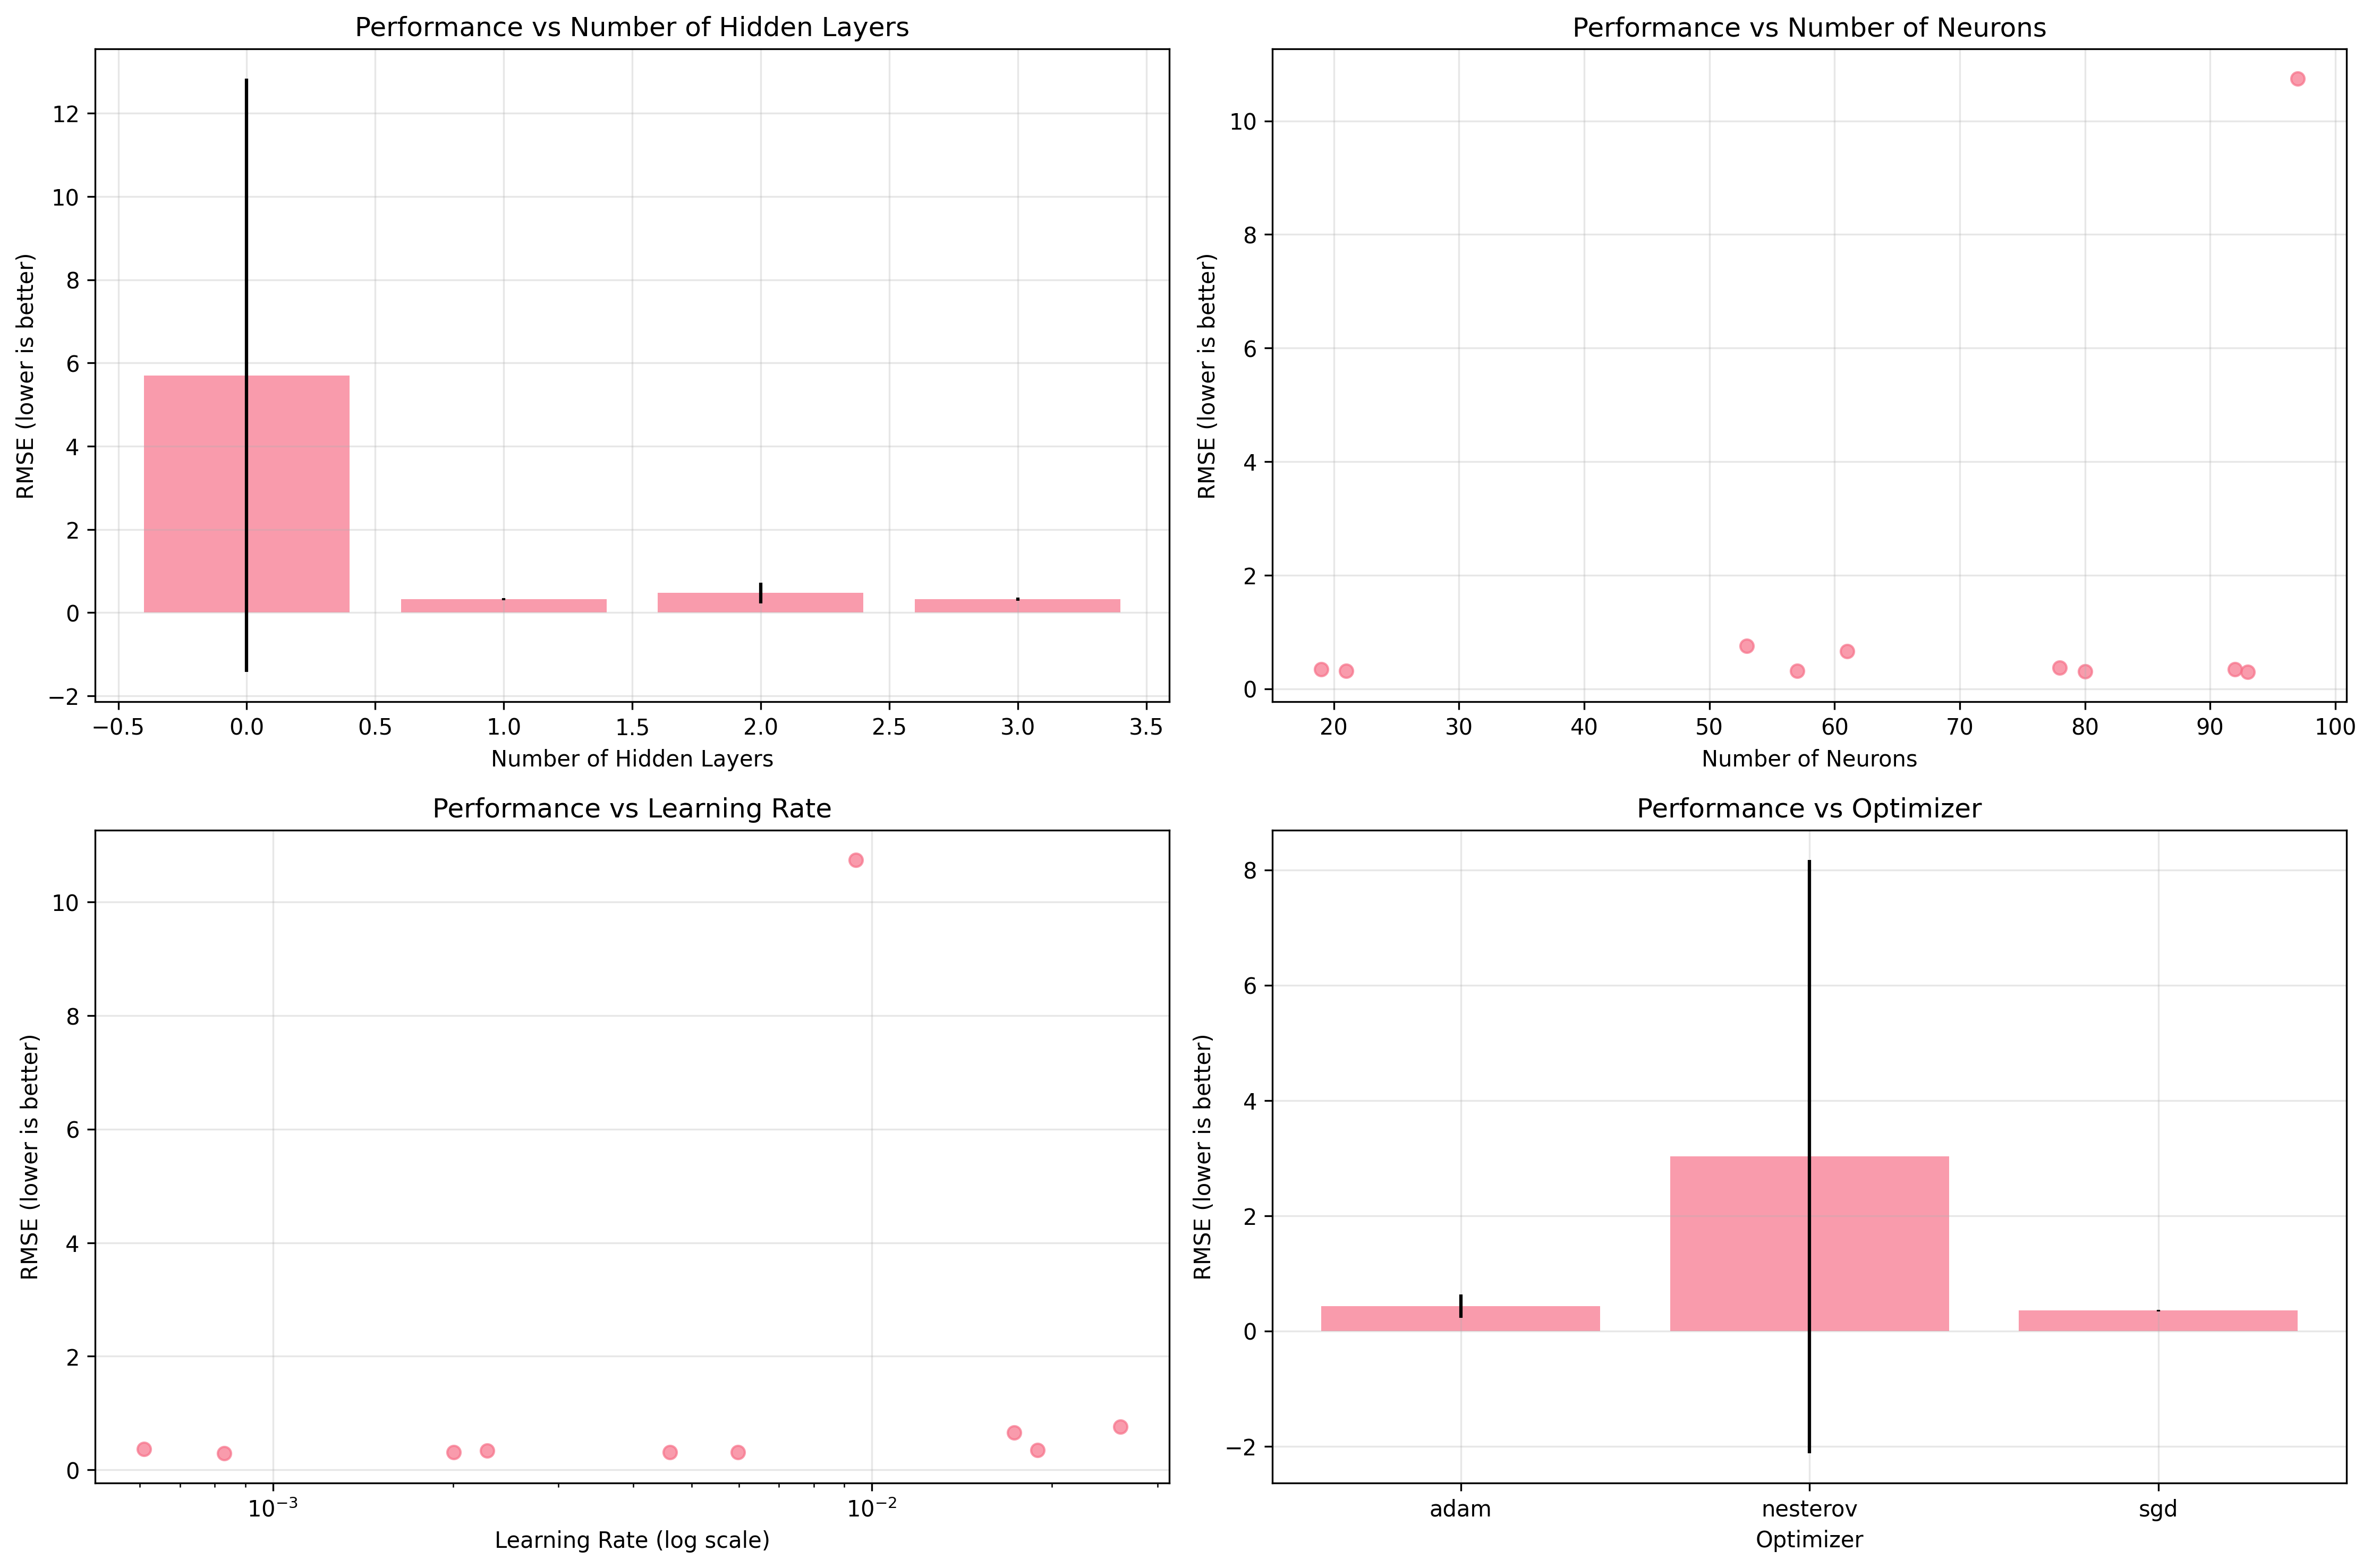 Performance vs Number of Hidden Layers
RMSE (lower is better)
12
10
8
6
4
2
0
−2
−0.5 0.0 0.5 1.0 1.5 2.0 2.5 3.0 3.5
Number of Hidden Layers
Performance vs Number of Neurons
RMSE (lower is better)
10
8
6
4
2
0
20 30 40 50 60 70 80 90 100
Number of Neurons
Performance vs Learning Rate
RMSE (lower is better)
10
8
6
4
2
0
10⁻³ 10⁻²
Learning Rate (log scale)
Performance vs Optimizer
RMSE (lower is better)
8
6
4
2
0
−2
adam nesterov sgd
Optimizer